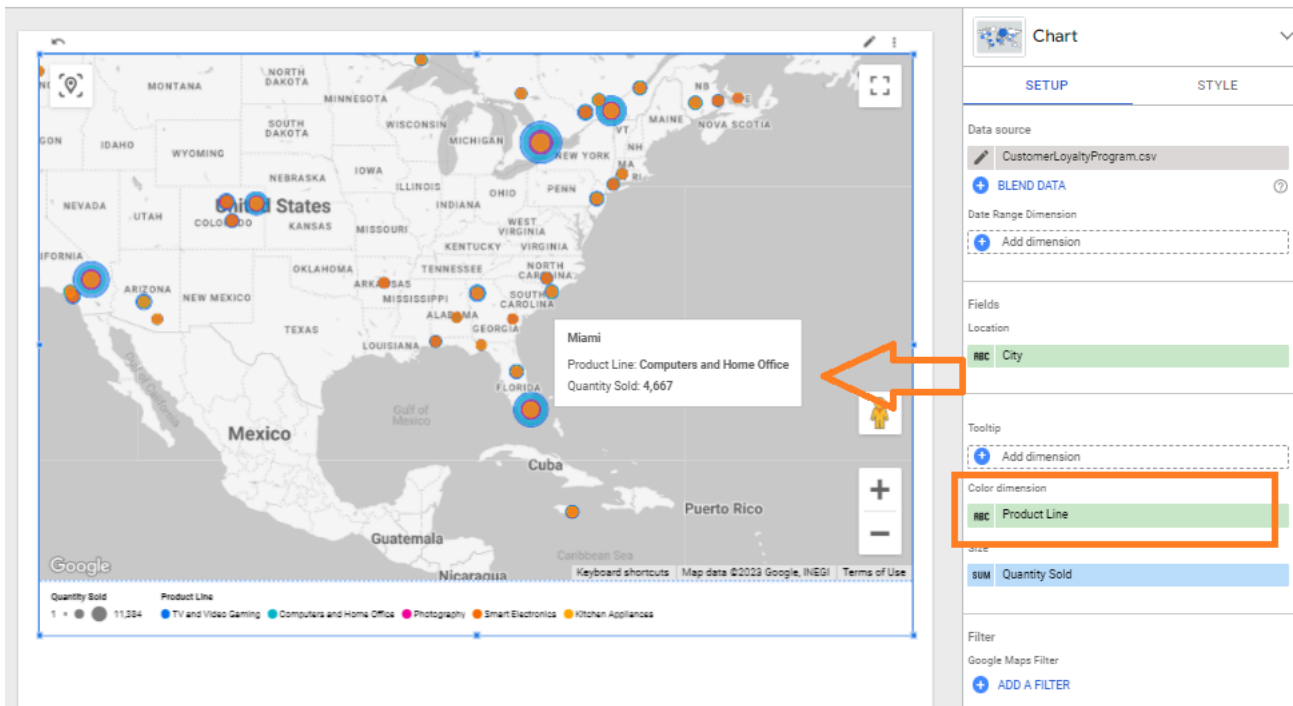 Chart
SETUP
STYLE
Data source
CustomerLoyaltyProgram.csv
BLEND DATA
Date Range Dimension
Add dimension
Fields
Location
ABC City
Tooltip
Add dimension
Color dimension
ABC Product Line
Size
SUM Quantity Sold
Filter
Google Maps Filter
ADD A FILTER
MONTANA
NORTH
DAKOTA
MINNESOTA
SOUTH
DAKOTA
WISCONSIN
MICHIGAN
VT
MAINE
NB
PE
NOVA SCOTIA
NH
MA
RI
NEW YORK
GON
IDAHO
WYOMING
IOWA
NEBRASKA
ILLINOIS
INDIANA
OHIO
PENN
NEVADA
UTAH
COLORADO
United States
KANSAS
MISSOURI
WEST
VIRGINIA
KENTUCKY
VIRGINIA
IFORNIA
OKLAHOMA
TENNESSEE
NORTH
CAROLINA
ARIZONA
NEW MEXICO
ARKANSAS
MISSISSIPPI
SOUTH
CAROLINA
ALABAMA
GEORGIA
TEXAS
LOUISIANA
Miami
Product Line: Computers and Home Office
Quantity Sold: 4,667
FLORIDA
Gulf of
Mexico
Mexico
Cuba
Puerto Rico
Guatemala
Caribbean Sea
Nicaragua
Google
Keyboard shortcuts
Map data ©2023 Google, INEGI
Terms of Use
Quantity Sold
1
11,384
Product Line
TV and Video Gaming
Computers and Home Office
Photography
Smart Electronics
Kitchen Appliances